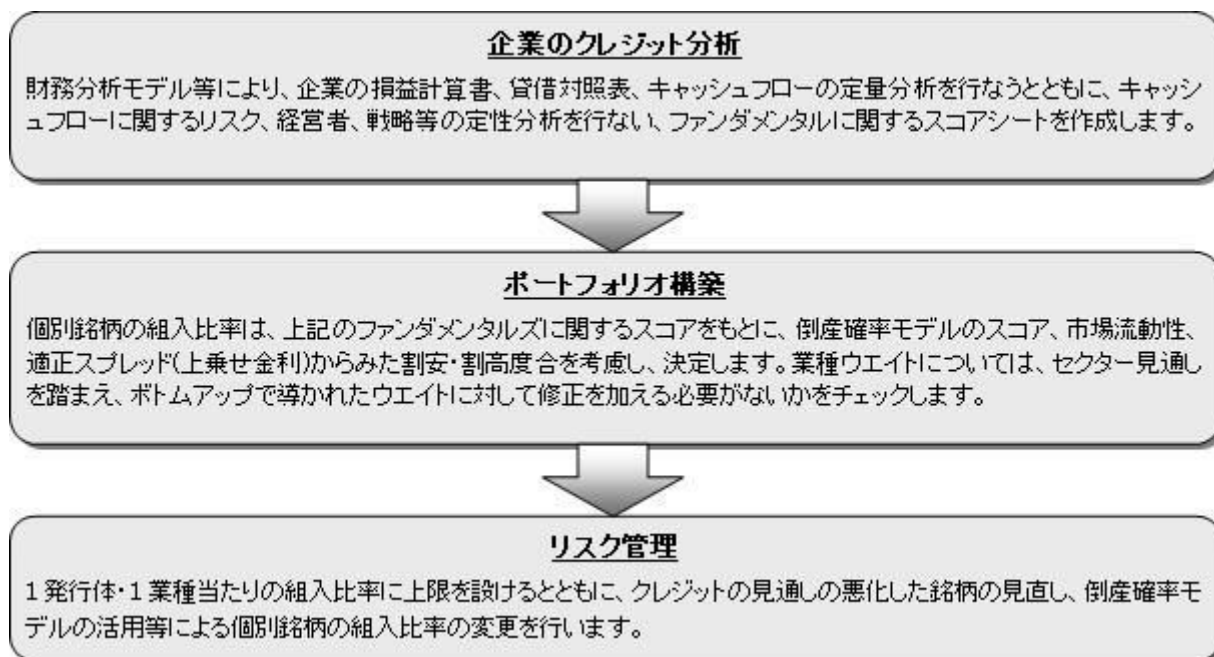 企業のクレジット分析
財務分析モデル等により、企業の損益計算書、貸借対照表、キャッシュフローの定量分析を行なうとともに、キャッシ
ュフローに関するリスク、経営者、戦略等の定性分析を行ない、ファンダメンタルに関するスコアシートを作成します。
ポートフォリオ構築
個別銘柄の組入比率は、上記のファンダメンタルズに関するスコアをもとに、倒産確率モデルのスコア、市場流動性、
適正スプレッド(上乗せ金利)からみた割安・割高度合を考慮し、決定します。業種ウエイトについては、セクター見通し
を踏まえ、ボトムアップで導かれたウエイトに対して修正を加える必要がないかをチェックします。
リスク管理
1発行体・1業種当たりの組入比率に上限を設けるとともに、クレジットの見通しの悪化した銘柄の見直し、倒産確率モ
デルの活用等による個別銘柄の組入比率の変更を行います。